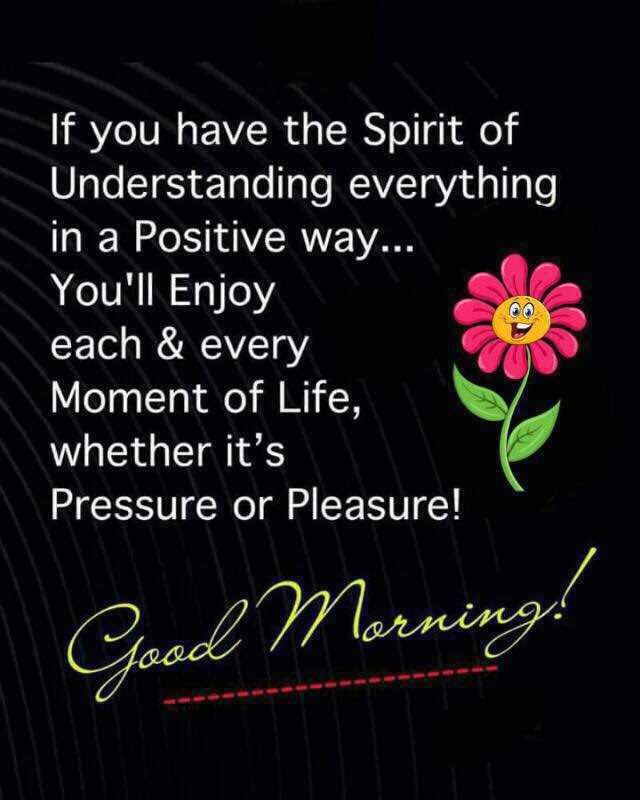 If you have the Spirit of
Understanding everything
in a Positive way...
You'll Enjoy
each & every
Moment of Life,
whether it’s
Pressure or Pleasure!
Good Morning!